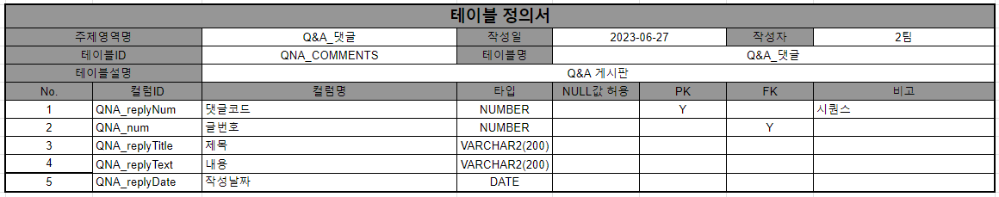 테이블 정의서
주제영역명 Q&A_댓글 작성일 2023-06-27 작성자 2팀
테이블ID QNA_COMMENTS 테이블명 Q&A_댓글
테이블설명 Q&A 게시판
No. 컬럼ID 컬럼명 타입 NULL값 허용 PK FK 비고
1 QNA_replyNum 댓글코드 NUMBER Y 시퀀스
2 QNA_num 글번호 NUMBER Y
3 QNA_replyTitle 제목 VARCHAR2(200)
4 QNA_replyText 내용 VARCHAR2(200)
5 QNA_replyDate 작성날짜 DATE